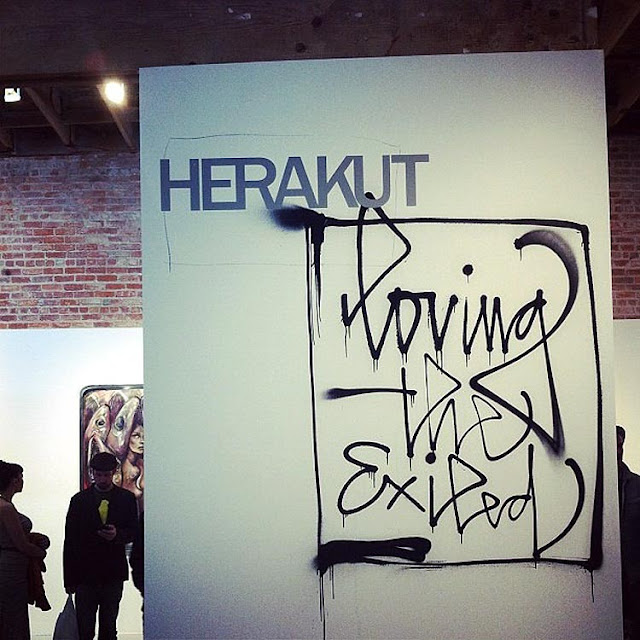 HERAKUT
loving
the
Exiled